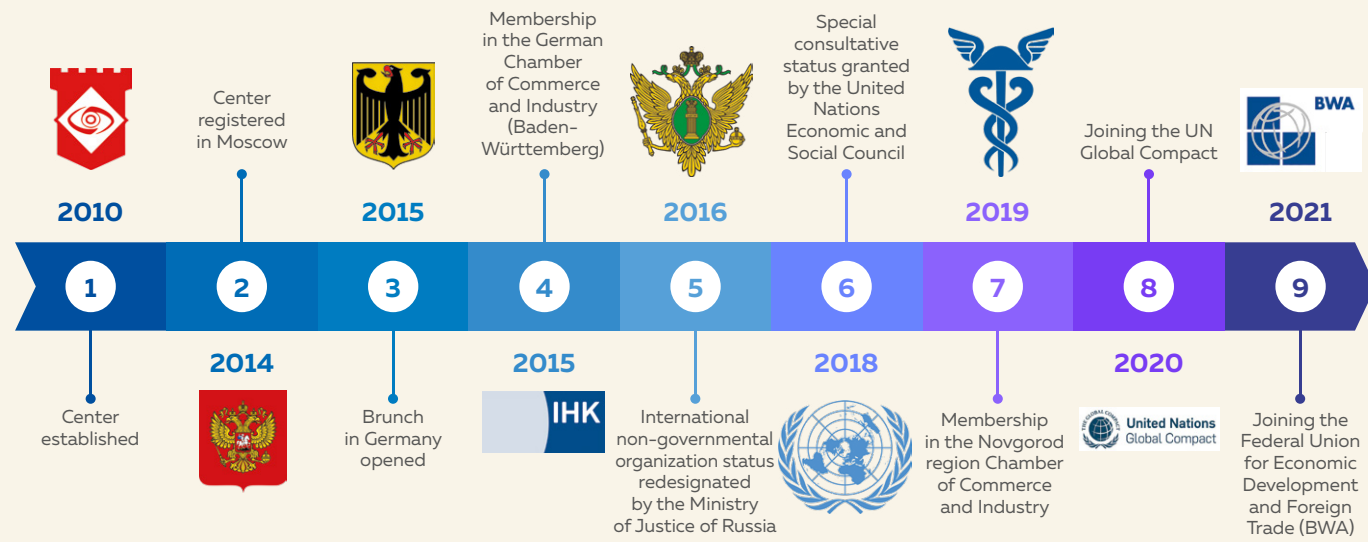 2010
1
Center
established
Center
registered
in Moscow
2
2014
2015
3
Brunch
in Germany
opened
Membership
in the German
Chamber
of Commerce
and Industry
(Baden-
Württemberg)
4
2015
IHK
2016
5
International
non-governmental
organization status
redesignated
by the Ministry
of Justice of Russia
Special
consultative
status granted
by the United
Nations
Economic and
Social Council
6
2018
2019
7
Membership
in the Novgorod
region Chamber
of Commerce
and Industry
Joining the UN
Global Compact
8
2020
United Nations
Global Compact
BWA
2021
9
Joining the
Federal Union
for Economic
Development
and Foreign
Trade (BWA)